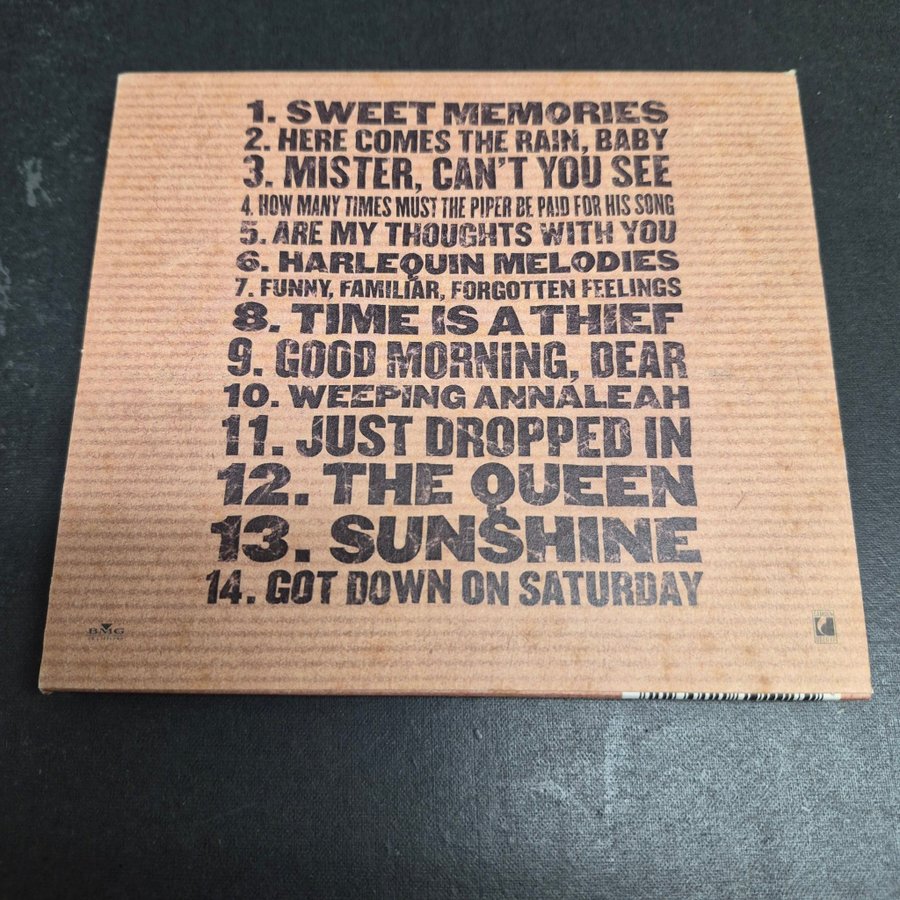 1. SWEET MEMORIES
2. HERE COMES THE RAIN, BABY
3. MISTER, CAN'T YOU SEE
4. HOW MANY TIMES MUST THE PIPER BE PAID FOR HIS SONG
5. ARE MY THOUGHTS WITH YOU
6. HARLEQUIN MELODIES
7. FUNNY, FAMILIAR, FORGOTTEN FEELINGS
8. TIME IS A THIEF
9. GOOD MORNING, DEAR
10. WEEPING ANNALEAH
11. JUST DROPPED IN
12. THE QUEEN
13. SUNSHINE
14. GOT DOWN ON SATURDAY
BMG